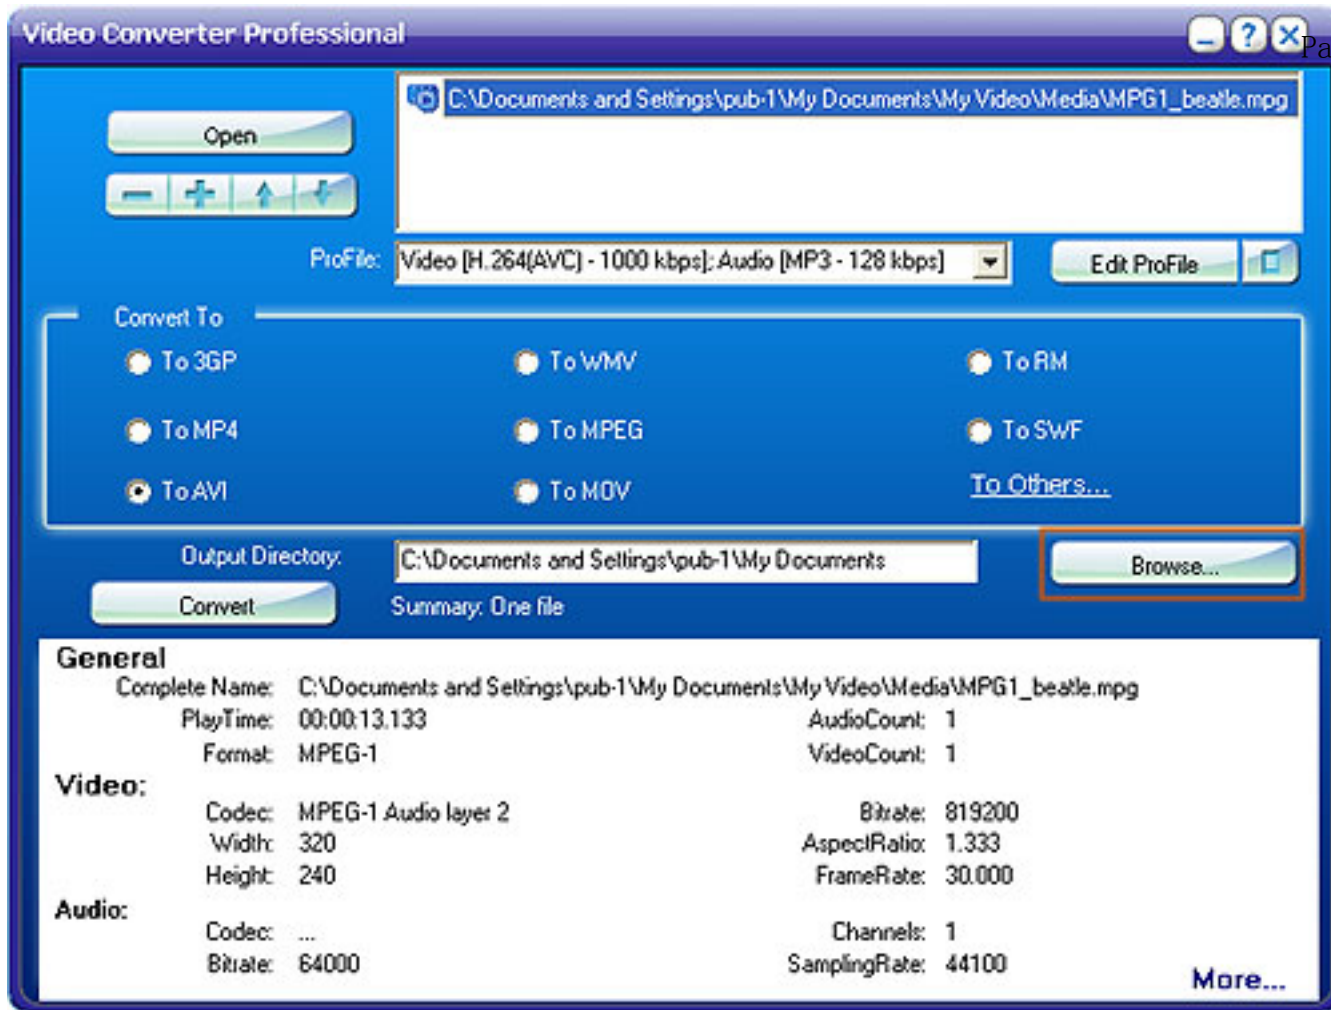 Video Converter Professional
Pa
C:\Documents and Settings\pub-1\My Documents\My Video\Media\MPG1_beatle.mpg
Open
ProFile: Video [H.264(AVC) - 1000 kbps]; Audio [MP3 - 128 kbps] Edit ProFile
Convert To
To 3GP To WMV To RM
To MP4 To MPEG To SWF
To AVI To MOV To Others...
Output Directory: C:\Documents and Settings\pub-1\My Documents Browse...
Convert Summary: One file
General
Complete Name: C:\Documents and Settings\pub-1\My Documents\My Video\Media\MPG1_beatle.mpg
PlayTime: 00:00:13.133 AudioCount: 1
Format: MPEG-1 VideoCount: 1
Video:
Codec: MPEG-1 Audio layer 2 Bitrate: 819200
Width: 320 AspectRatio: 1.333
Height: 240 FrameRate: 30.000
Audio:
Codec: ... Channels: 1
Bitrate: 64000 SamplingRate: 44100
More...